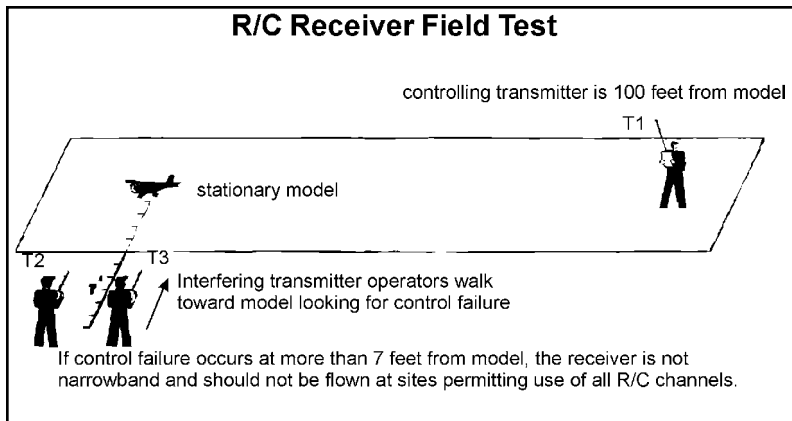 R/C Receiver Field Test
controlling transmitter is 100 feet from model
T1
stationary model
T2
T3
Interfering transmitter operators walk
toward model looking for control failure
If control failure occurs at more than 7 feet from model, the receiver is not
narrowband and should not be flown at sites permitting use of all R/C channels.